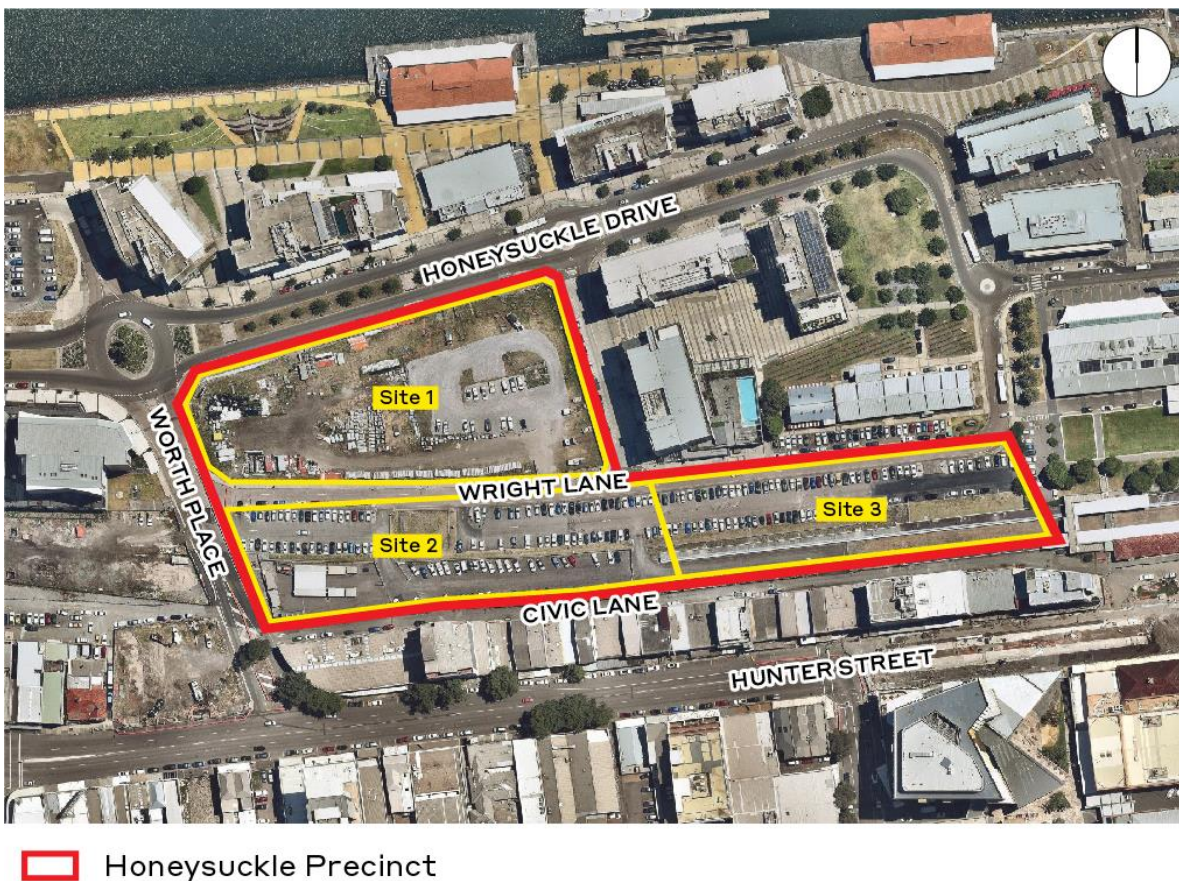 HONEYSUCKLE DRIVE
Site 1
WORTH PLACE
WRIGHT LANE
Site 3
Site 2
CIVIC LANE
HUNTER STREET
Honeysuckle Precinct